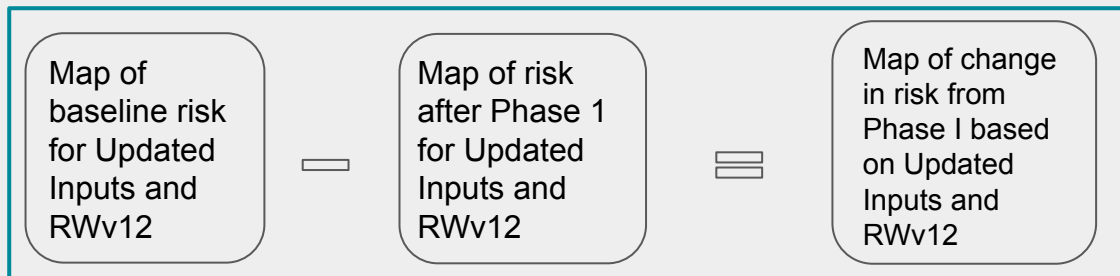 Map of
baseline risk
for Updated
Inputs and
RWv12
Map of risk
after Phase 1
for Updated
Inputs and
RWv12
Map of change
in risk from
Phase I based
on Updated
Inputs and
RWv12